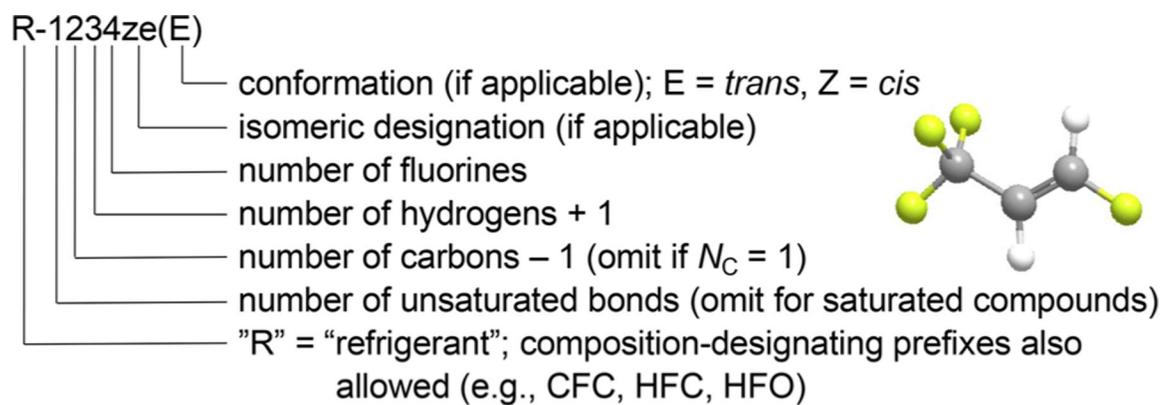 R-1234ze(E)
conformation (if applicable); E = trans, Z = cis
isomeric designation (if applicable)
number of fluorines
number of hydrogens + 1
number of carbons – 1 (omit if NC = 1)
number of unsaturated bonds (omit for saturated compounds)
”R” = “refrigerant”; composition-designating prefixes also
allowed (e.g., CFC, HFC, HFO)